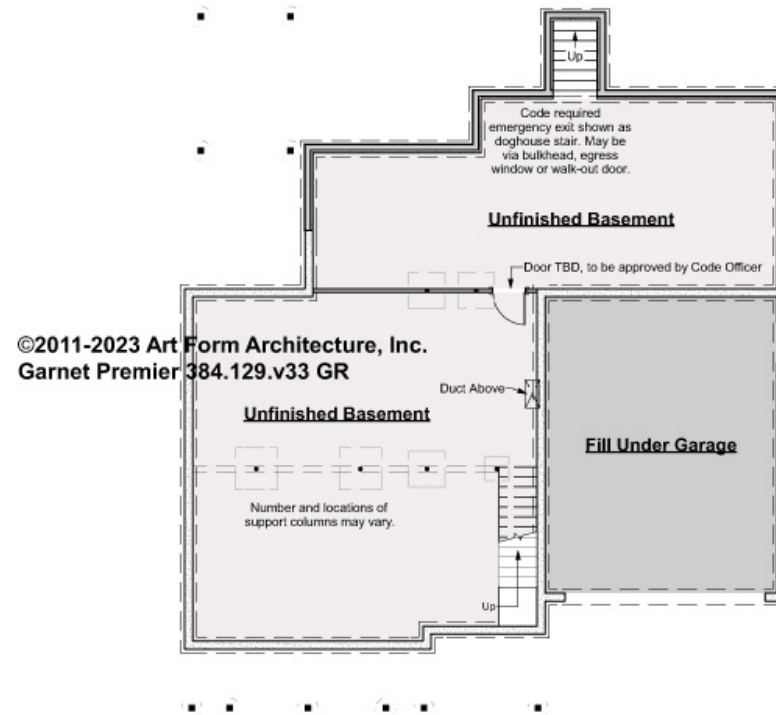 Up
Code required
emergency exit shown as
doghouse stair. May be
via bulkhead, egress
window or walk-out door.
Unfinished Basement
Door TBD, to be approved by Code Officer
©2011-2023 Art Form Architecture, Inc.
Garnet Premier 384.129.v33 GR
Duct Above
Unfinished Basement
Fill Under Garage
Number and locations of
support columns may vary.
Up